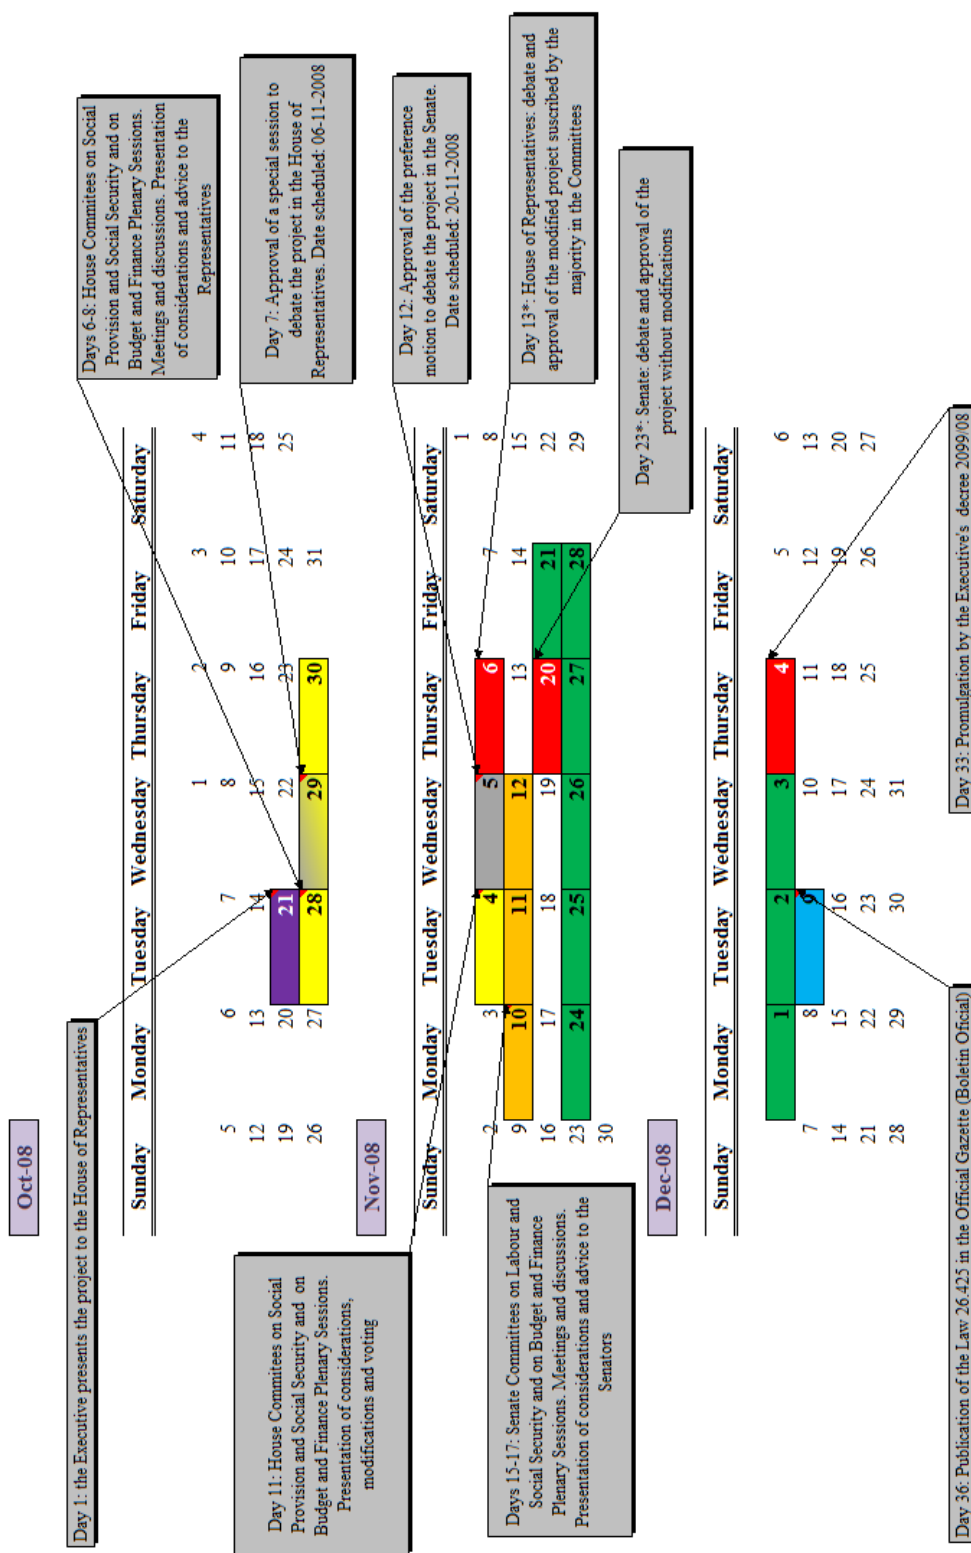 Oct-08
Day 1: the Executive presents the project to the House of Representatives
Days 6-8: House Commitees on Social
Provision and Social Security and on
Budget and Finance Plenary Sessions.
Meetings and discussions. Presentation
of considerations and advice to the
Representatives
Sunday Monday Tuesday Wednesday Thursday Friday Saturday
1 2 3 4
5 6 7 8 9 10 11
12 13 14 15 16 17 18
19 20 21 22 23 24 25
26 27 28 29 30 31
Day 7: Approval of a special session to
debate the project in the House of
Representatives. Date scheduled: 06-11-2008
Day 11: House Commitees on Social
Provision and Social Security and on
Budget and Finance Plenary Sessions.
Presentation of considerations,
modifications and voting
Nov-08
Day 12: Approval of the preference
motion to debate the project in the Senate.
Date scheduled: 20-11-2008
Sunday Monday Tuesday Wednesday Thursday Friday Saturday
1
2 3 4 5 6 7 8
9 10 11 12 13 14 15
16 17 18 19 20 21 22
23 24 25 26 27 28 29
30
Day 13*: House of Representatives: debate and
approval of the modified project suscribed by the
majority in the Committees
Days 15-17: Senate Committees on Labour and
Social Security and on Budget and Finance
Plenary Sessions. Meetings and discussions.
Presentation of considerations and advice to the
Senators
Day 23*: Senate: debate and approval of the
project without modifications
Dec-08
Sunday Monday Tuesday Wednesday Thursday Friday Saturday
1 2 3 4 5 6
7 8 9 10 11 12 13
14 15 16 17 18 19 20
21 22 23 24 25 26 27
28 29 30 31
Day 36: Publication of the Law 26.425 in the Official Gazette (Boletin Oficial)
Day 33: Promulgation by the Executive's decree 2099/08